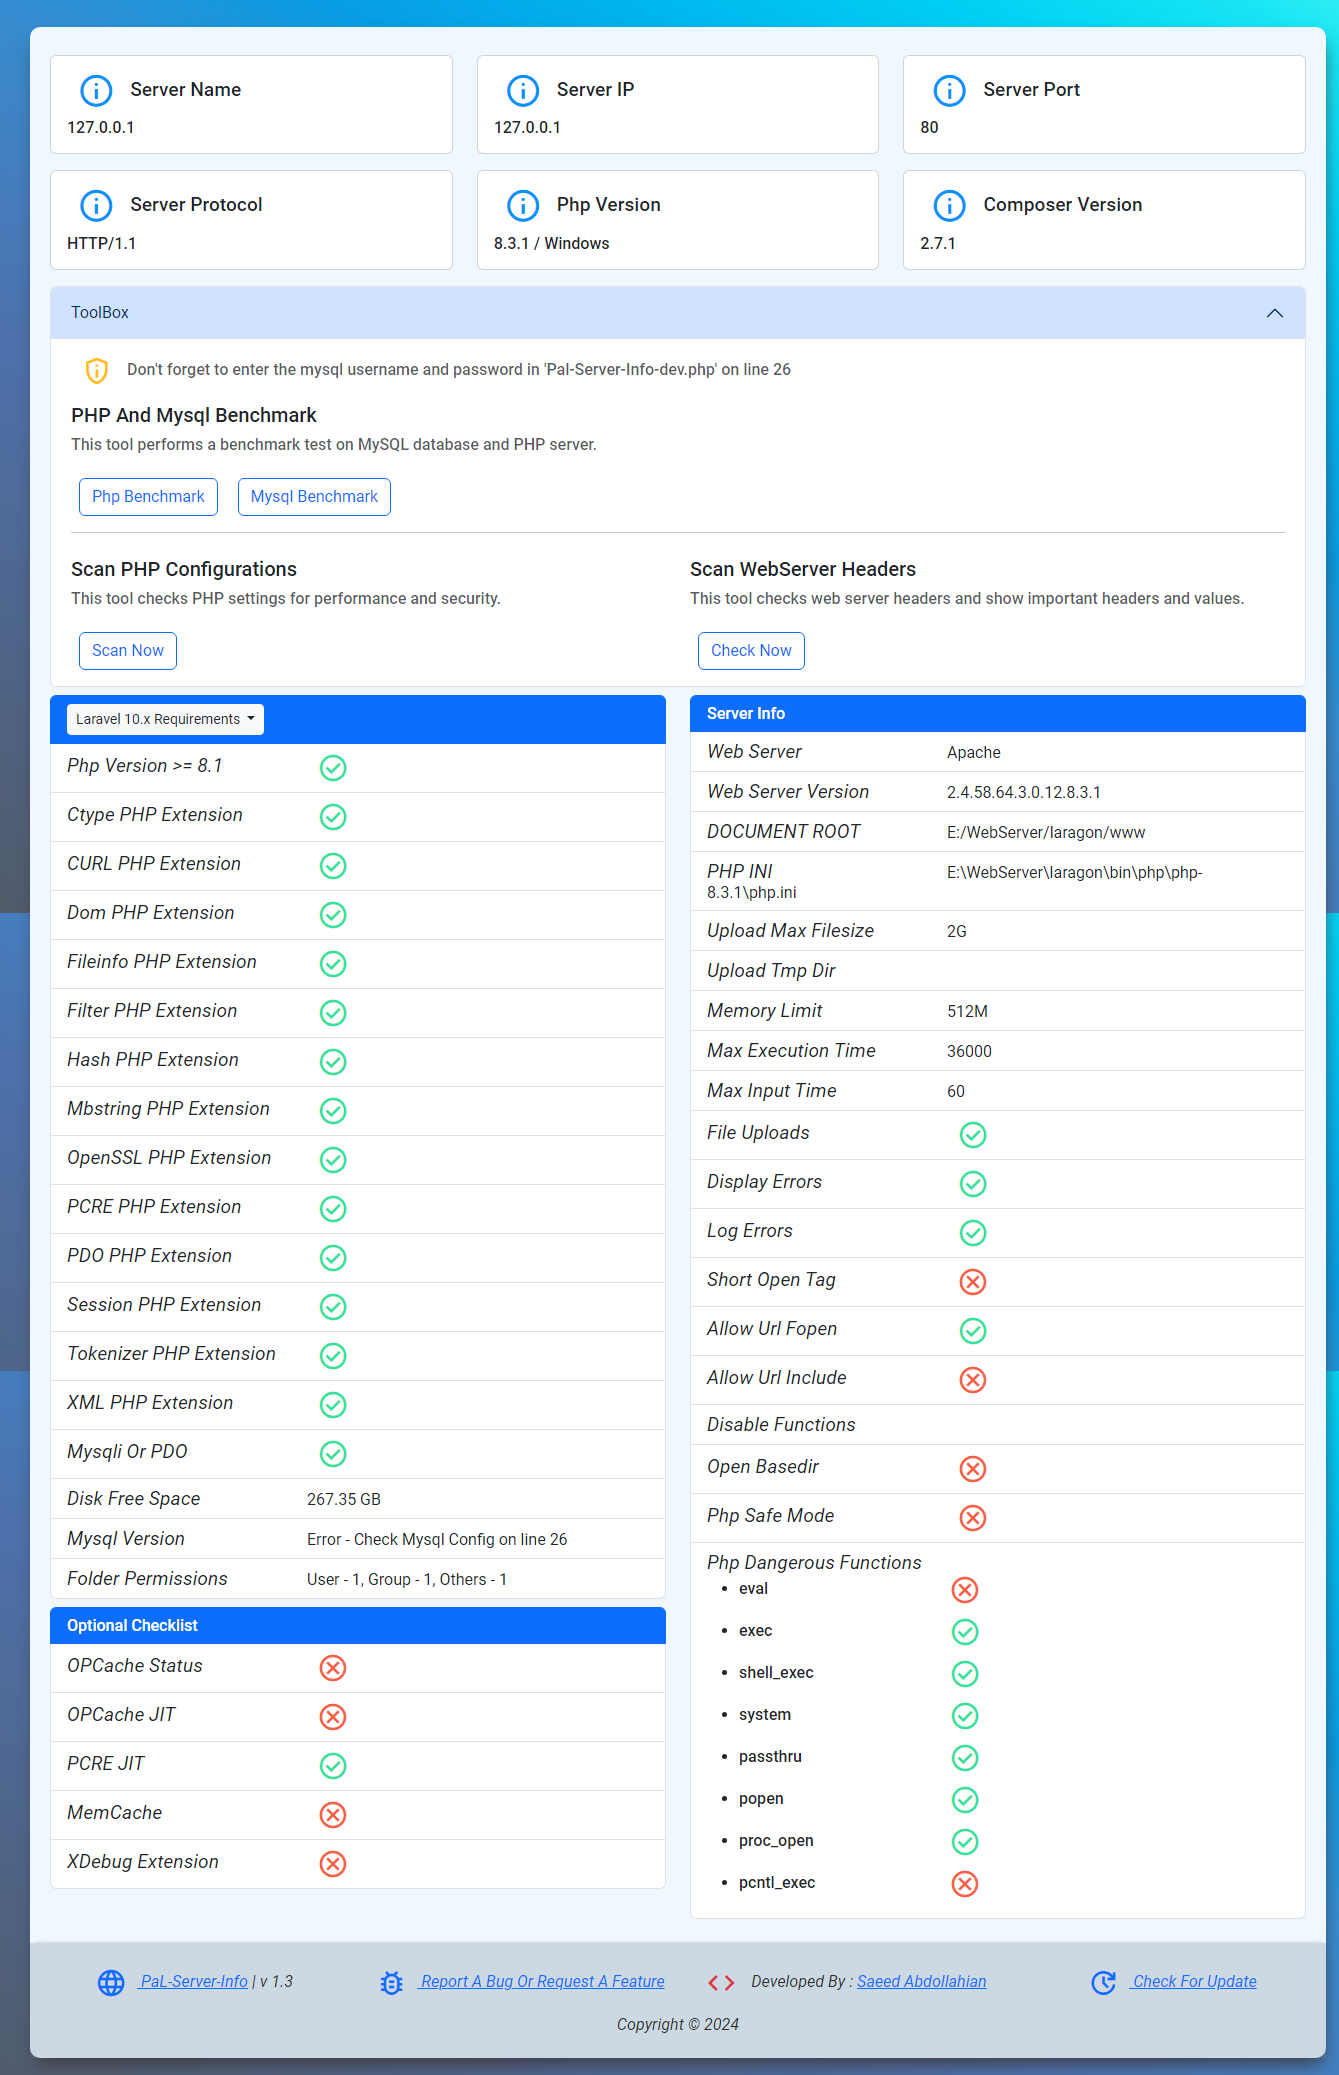 Server Name
127.0.0.1
Server IP
127.0.0.1
Server Port
80
Server Protocol
HTTP/1.1
Php Version
8.3.1 / Windows
Composer Version
2.7.1
ToolBox
Don't forget to enter the mysql username and password in 'Pal-Server-Info-dev.php' on line 26
PHP And Mysql Benchmark
This tool performs a benchmark test on MySQL database and PHP server.
Php Benchmark
Mysql Benchmark
Scan PHP Configurations
This tool checks PHP settings for performance and security.
Scan Now
Scan WebServer Headers
This tool checks web server headers and show important headers and values.
Check Now
Laravel 10.x Requirements
Php Version >= 8.1
Ctype PHP Extension
CURL PHP Extension
Dom PHP Extension
Fileinfo PHP Extension
Filter PHP Extension
Hash PHP Extension
Mbstring PHP Extension
OpenSSL PHP Extension
PCRE PHP Extension
PDO PHP Extension
Session PHP Extension
Tokenizer PHP Extension
XML PHP Extension
Mysqli Or PDO
Disk Free Space 267.35 GB
Mysql Version Error - Check Mysql Config on line 26
Folder Permissions User - 1, Group - 1, Others - 1
Optional Checklist
OPCache Status
OPCache JIT
PCRE JIT
MemCache
XDebug Extension
Server Info
Web Server Apache
Web Server Version 2.4.58.64.3.0.12.8.3.1
DOCUMENT ROOT E:/WebServer/laragon/www
PHP INI E:\WebServer\laragon\bin\php\php-
8.3.1\php.ini
Upload Max Filesize 2G
Upload Tmp Dir
Memory Limit 512M
Max Execution Time 36000
Max Input Time 60
File Uploads
Display Errors
Log Errors
Short Open Tag
Allow Url Fopen
Allow Url Include
Disable Functions
Open Basedir
Php Safe Mode
Php Dangerous Functions
• eval
• exec
• shell_exec
• system
• passthru
• popen
• proc_open
• pcntl_exec
PaL-Server-Info | v 1.3
Report A Bug Or Request A Feature
Developed By : Saeed Abdollahian
Check For Update
Copyright © 2024